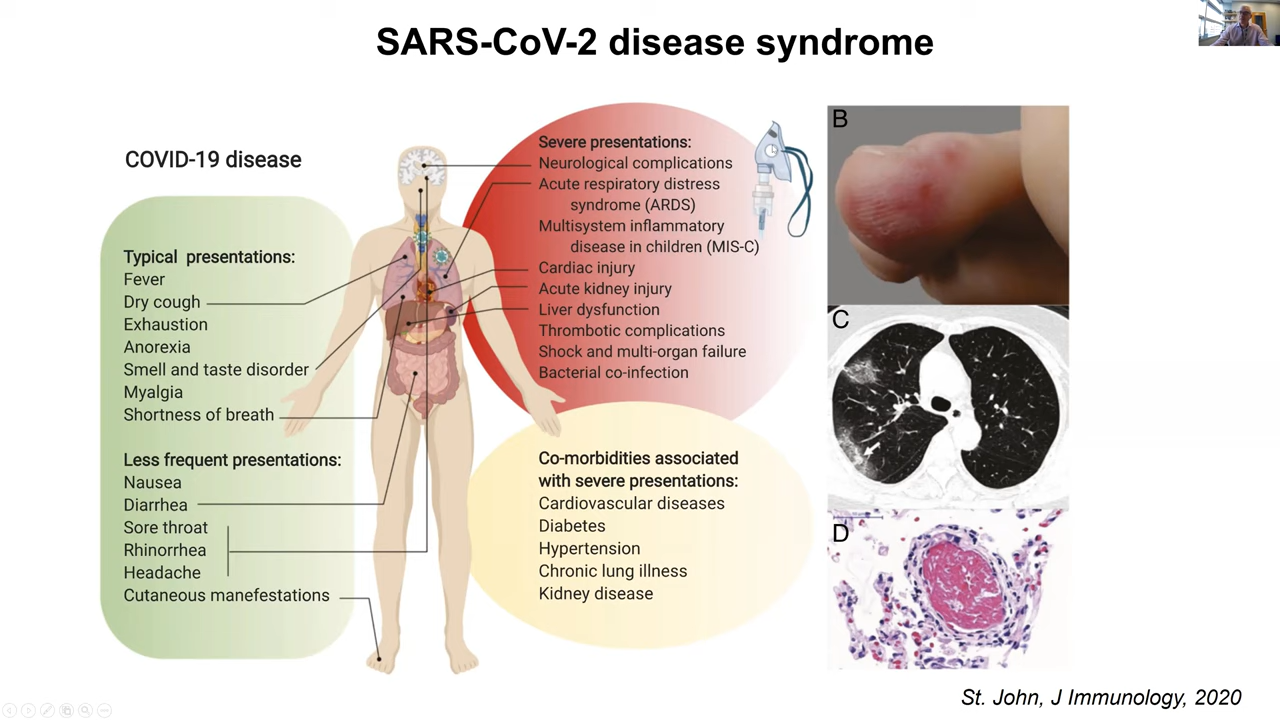 SARS-CoV-2 disease syndrome
COVID-19 disease
Typical presentations:
Fever
Dry cough
Exhaustion
Anorexia
Smell and taste disorder
Myalgia
Shortness of breath
Less frequent presentations:
Nausea
Diarrhea
Sore throat
Rhinorrhea
Headache
Cutaneous manefestations
Severe presentations:
Neurological complications
Acute respiratory distress
syndrome (ARDS)
Multisystem inflammatory
disease in children (MIS-C)
Cardiac injury
Acute kidney injury
Liver dysfunction
Thrombotic complications
Shock and multi-organ failure
Bacterial co-infection
Co-morbidities associated
with severe presentations:
Cardiovascular diseases
Diabetes
Hypertension
Chronic lung illness
Kidney disease
B
C
D
St. John, J Immunology, 2020